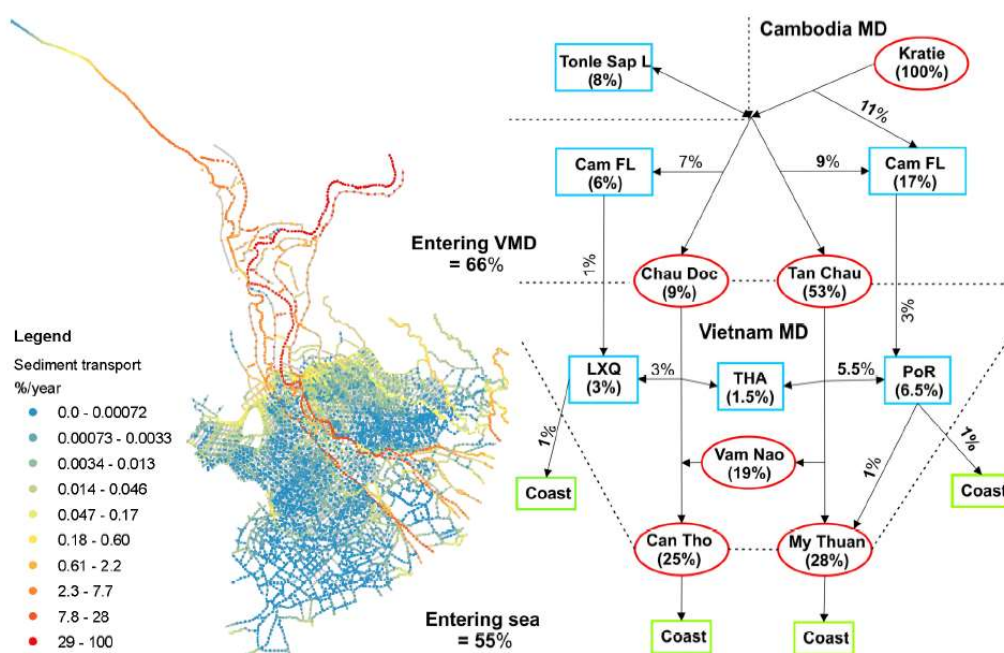 Legend
Sediment transport
%/year
0.0 - 0.00072
0.00073 - 0.0033
0.0034 - 0.013
0.014 - 0.046
0.047 - 0.17
0.18 - 0.60
0.61 - 2.2
2.3 - 7.7
7.8 - 28
29 - 100
Cambodia MD
Tonle Sap L
(8%)
Kratie
(100%)
11%
Cam FL
(6%)
7%
9%
Cam FL
(17%)
Entering VMD
= 66%
1%
Chau Doc
(9%)
Tan Chau
(53%)
3%
Vietnam MD
LXQ
(3%)
3%
THA
(1.5%)
5.5%
PoR
(6.5%)
1%
Coast
Vam Nao
(19%)
1%
1%
Coast
Can Tho
(25%)
My Thuan
(28%)
Entering sea
= 55%
Coast
Coast